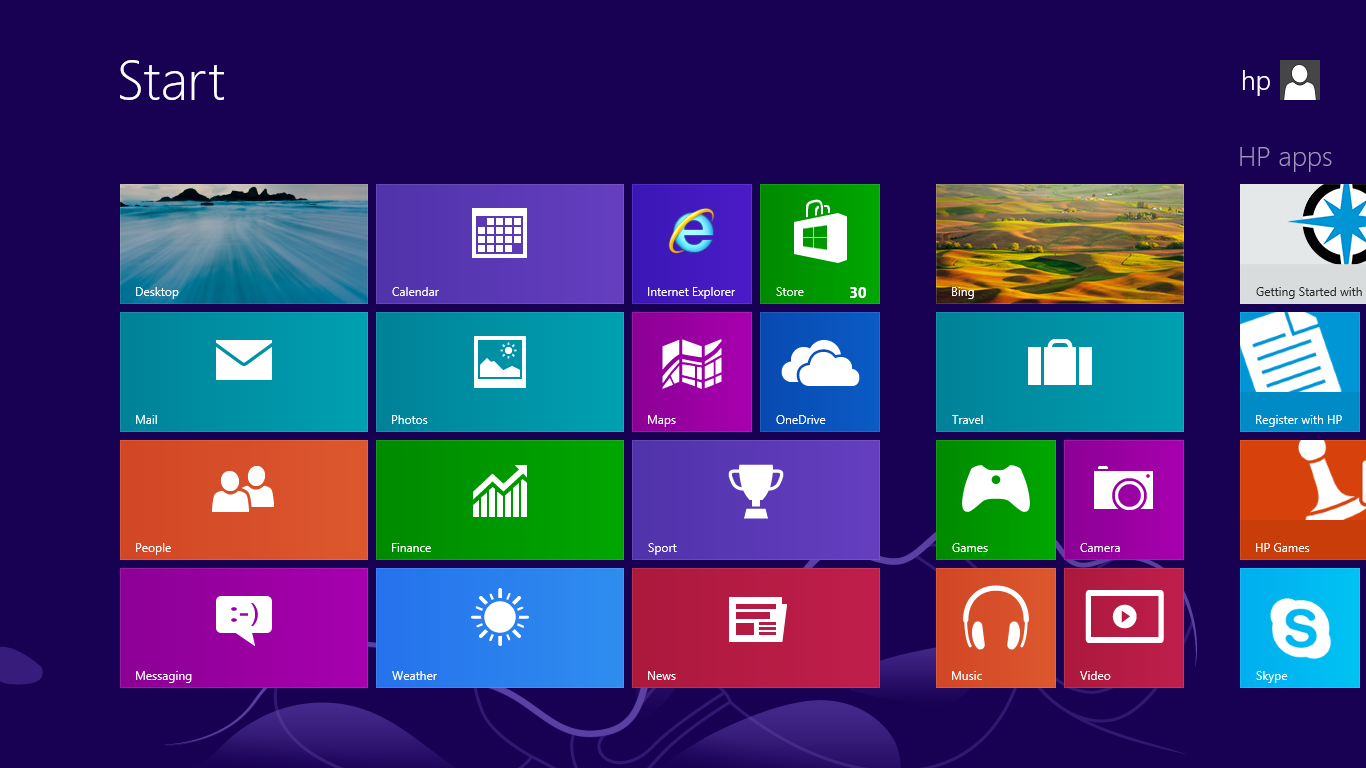 Start
hp
HP apps
Desktop
Calendar
Internet Explorer
Store 30
Bing
Getting Started with
Mail
Photos
Maps
OneDrive
Travel
Register with HP
People
Finance
Sport
Games
Camera
HP Games
:-)
Messaging
Weather
News
Music
Video
S
Skype